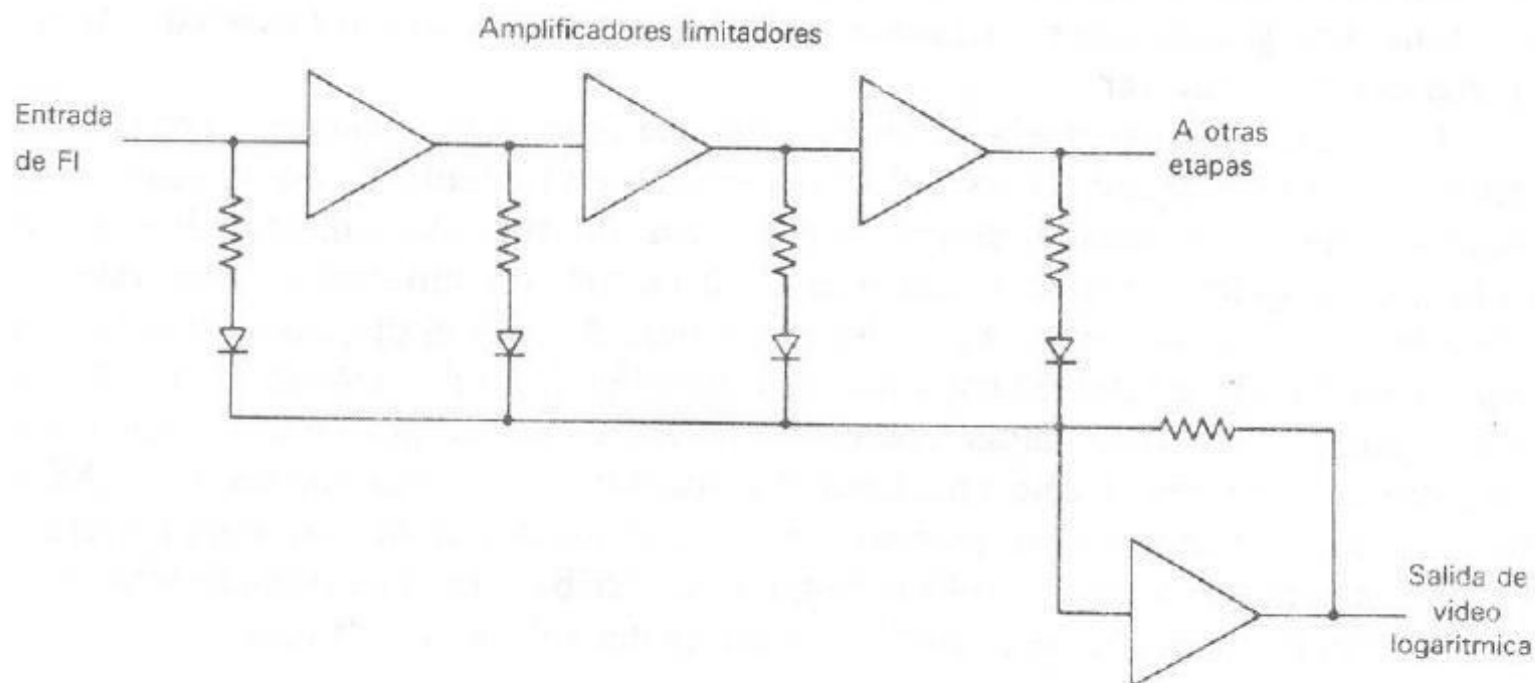 Amplificadores limitadores
Entrada
de FI
A otras
etapas
Salida de
video
logarítmica